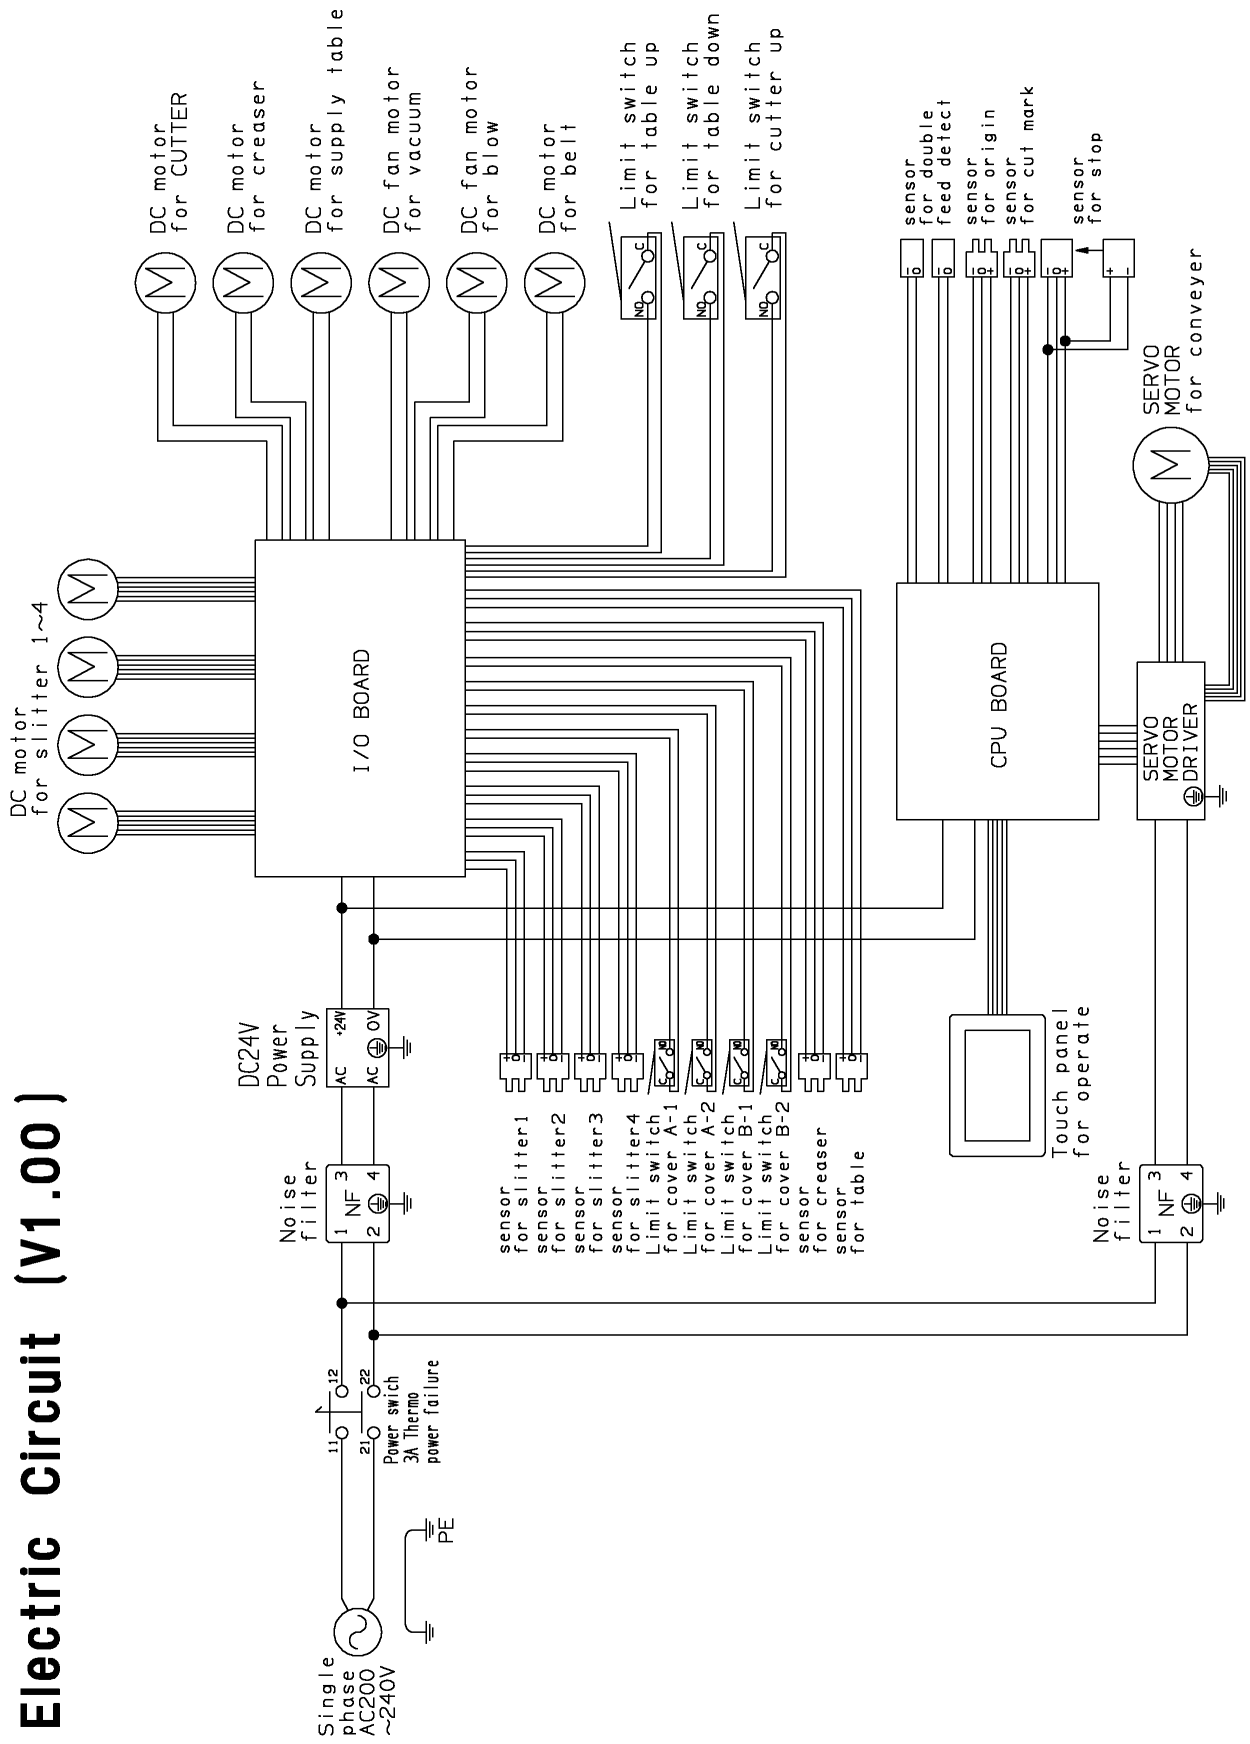 Electric Circuit (V1.00)
Single
phase
AC200
~240V
PE
11
12
21
22
Power swich
3A Thermo
power failure
Noise
filter
1
3
NF
2
4
DC24V
Power
Supply
AC
+24V
AC
0V
DC motor
for slitter 1~4
M
M
M
M
I/O BOARD
M
DC motor
for CUTTER
M
DC motor
for creaser
M
DC motor
for supply table
M
DC fan motor
for vacuum
M
DC fan motor
for blow
M
DC motor
for belt
NO
C
Limit switch
for table up
NO
C
Limit switch
for table down
NO
C
Limit switch
for cutter up
sensor
for slitter1
+
O
-
sensor
for slitter2
+
O
-
sensor
for slitter3
+
O
-
sensor
for slitter4
+
O
-
Limit switch
for cover A-1
C
NO
Limit switch
for cover A-2
C
NO
Limit switch
for cover B-1
C
NO
Limit switch
for cover B-2
C
NO
sensor
for creaser
+
O
-
sensor
for table
+
O
-
CPU BOARD
-
O
sensor
for double
feed detect
-
O
-
O
+
sensor
for origin
-
O
+
sensor
for cut mark
-
O
+
sensor
for stop
+
-
Touch panel
for operate
Noise
filter
1
3
NF
2
4
SERVO
MOTOR
DRIVER
M
SERVO
MOTOR
for conveyer